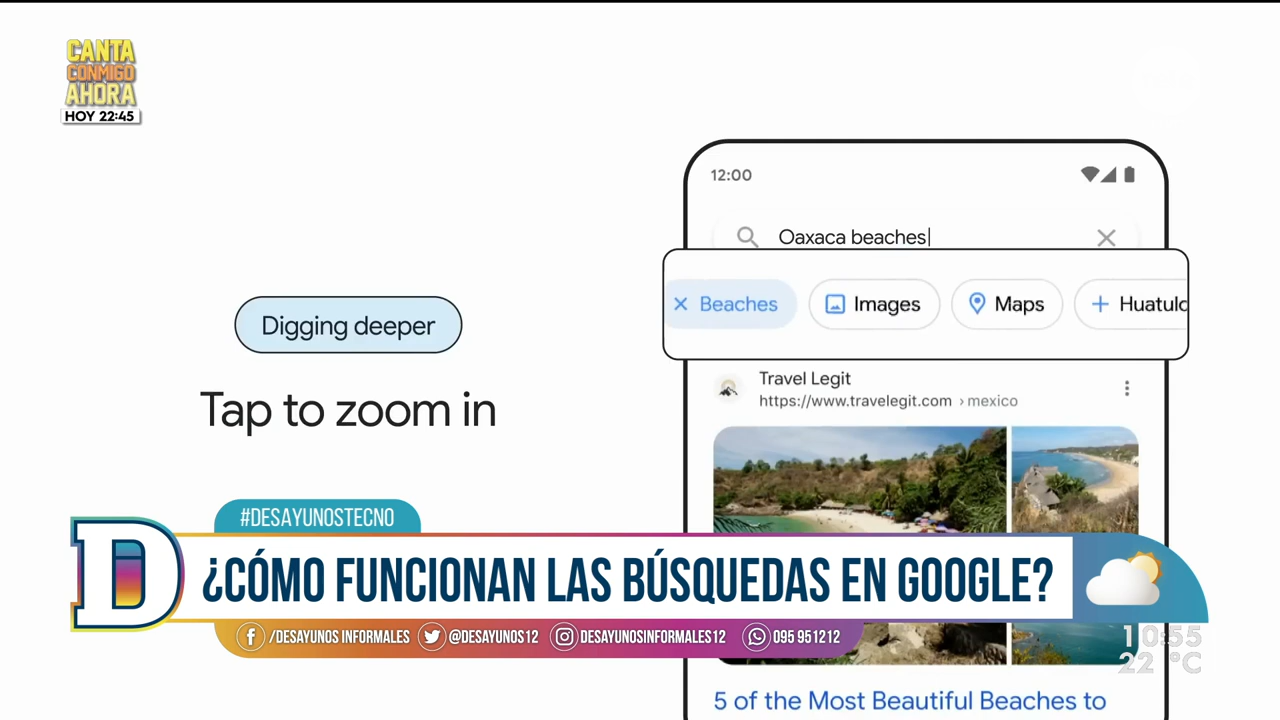 CANTA
CONMIGO
AHORA
HOY 22:45
12:00
Oaxaca beaches
Beaches
Images
Maps
Huatulc
Digging deeper
Tap to zoom in
Travel Legit
https://www.travelegit.com › mexico
#DESAYUNOSTECNO
D
¿CÓMO FUNCIONAN LAS BÚSQUEDAS EN GOOGLE?
/DESAYUNOS INFORMALES @DESAYUNOS12 DESAYUNOSINFORMALES12 095 951212
10:55
22 °C
5 of the Most Beautiful Beaches to